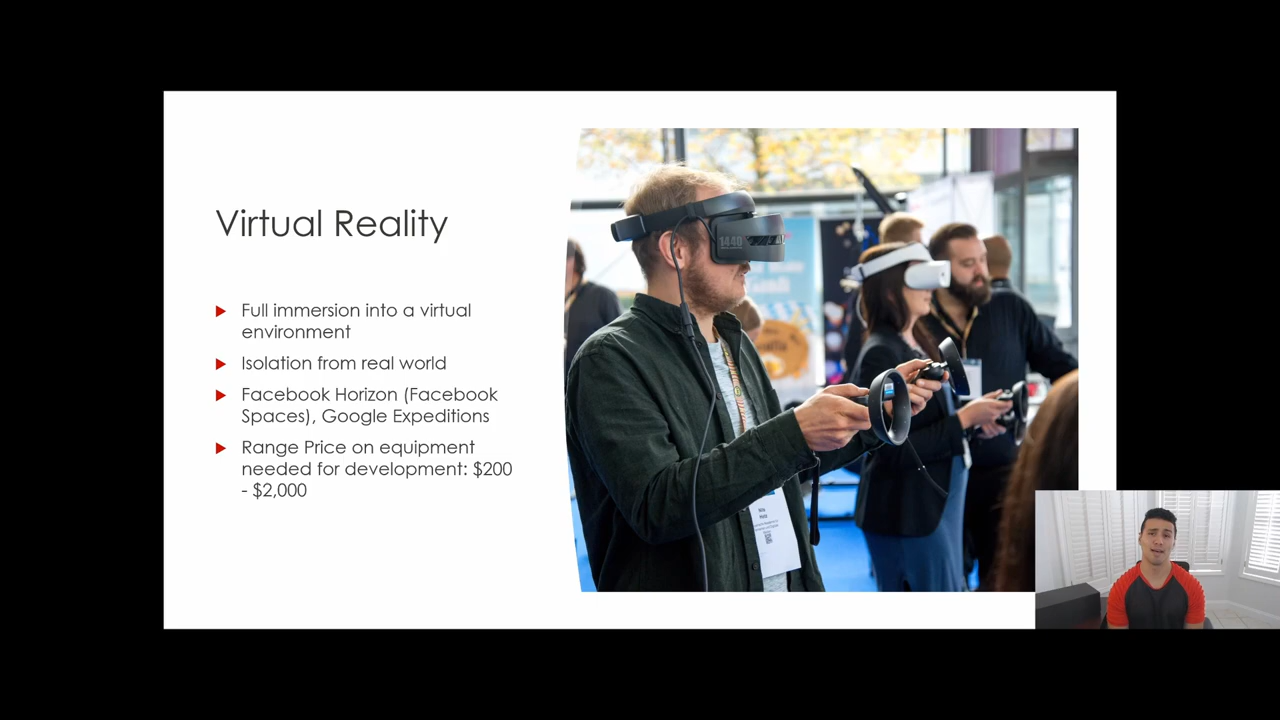 Virtual Reality
Full immersion into a virtual
environment
Isolation from real world
Facebook Horizon (Facebook
Spaces), Google Expeditions
Range Price on equipment
needed for development: $200
- $2,000
1440